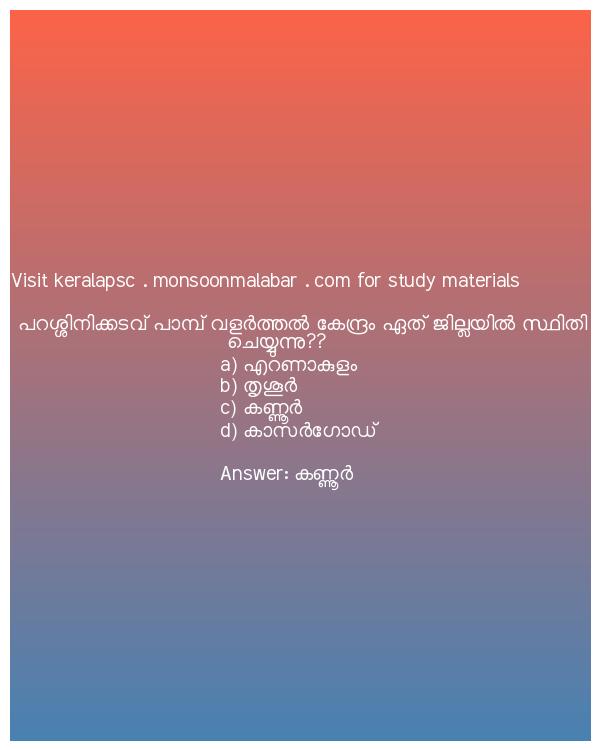 Visit keralapsc . monsoonmalabar . com for study materials
പറശ്ശിനിക്കടവ് പാമ്പ് വളർത്തൽ കേന്ദ്രം ഏത് ജില്ലയിൽ സ്ഥിതി
ചെയ്യുന്നു??
a) എറണാകുളം
b) തൃശൂർ
c) കണ്ണൂർ
d) കാസർഗോഡ്
Answer: കണ്ണൂർ